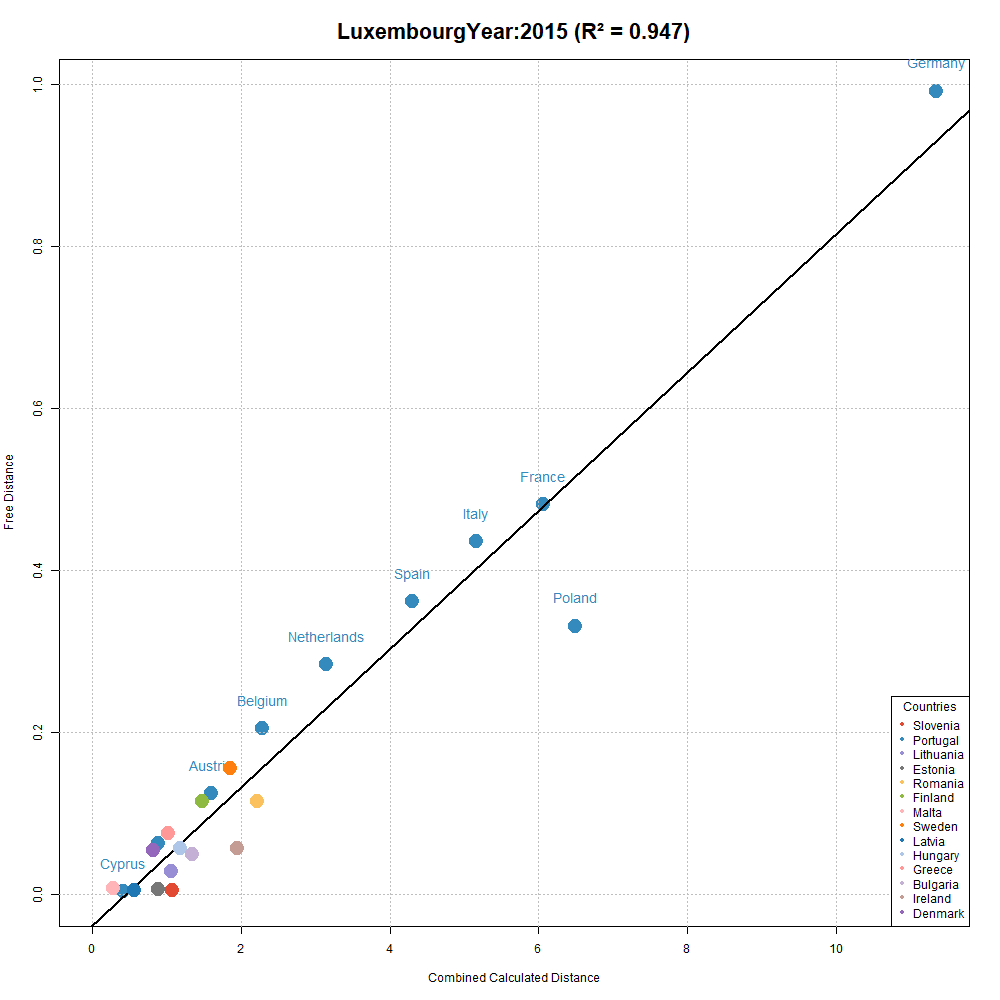 LuxembourgYear:2015 (R² = 0.947)
Germany
France
Italy
Spain
Poland
Netherlands
Belgium
Austri
Cyprus
1.0
0.8
0.6
0.4
0.2
0.0
Free Distance
0 2 4 6 8 10
Combined Calculated Distance
Countries
Slovenia
Portugal
Lithuania
Estonia
Romania
Finland
Malta
Sweden
Latvia
Hungary
Greece
Bulgaria
Ireland
Denmark